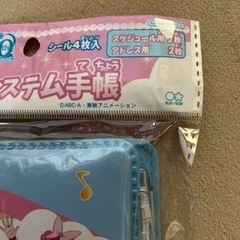 シール4枚入
スケジュール用 2枚
アドレス用 2枚
ステム手帳
てちょう
©ABC-A・東映アニメーション
sun-star